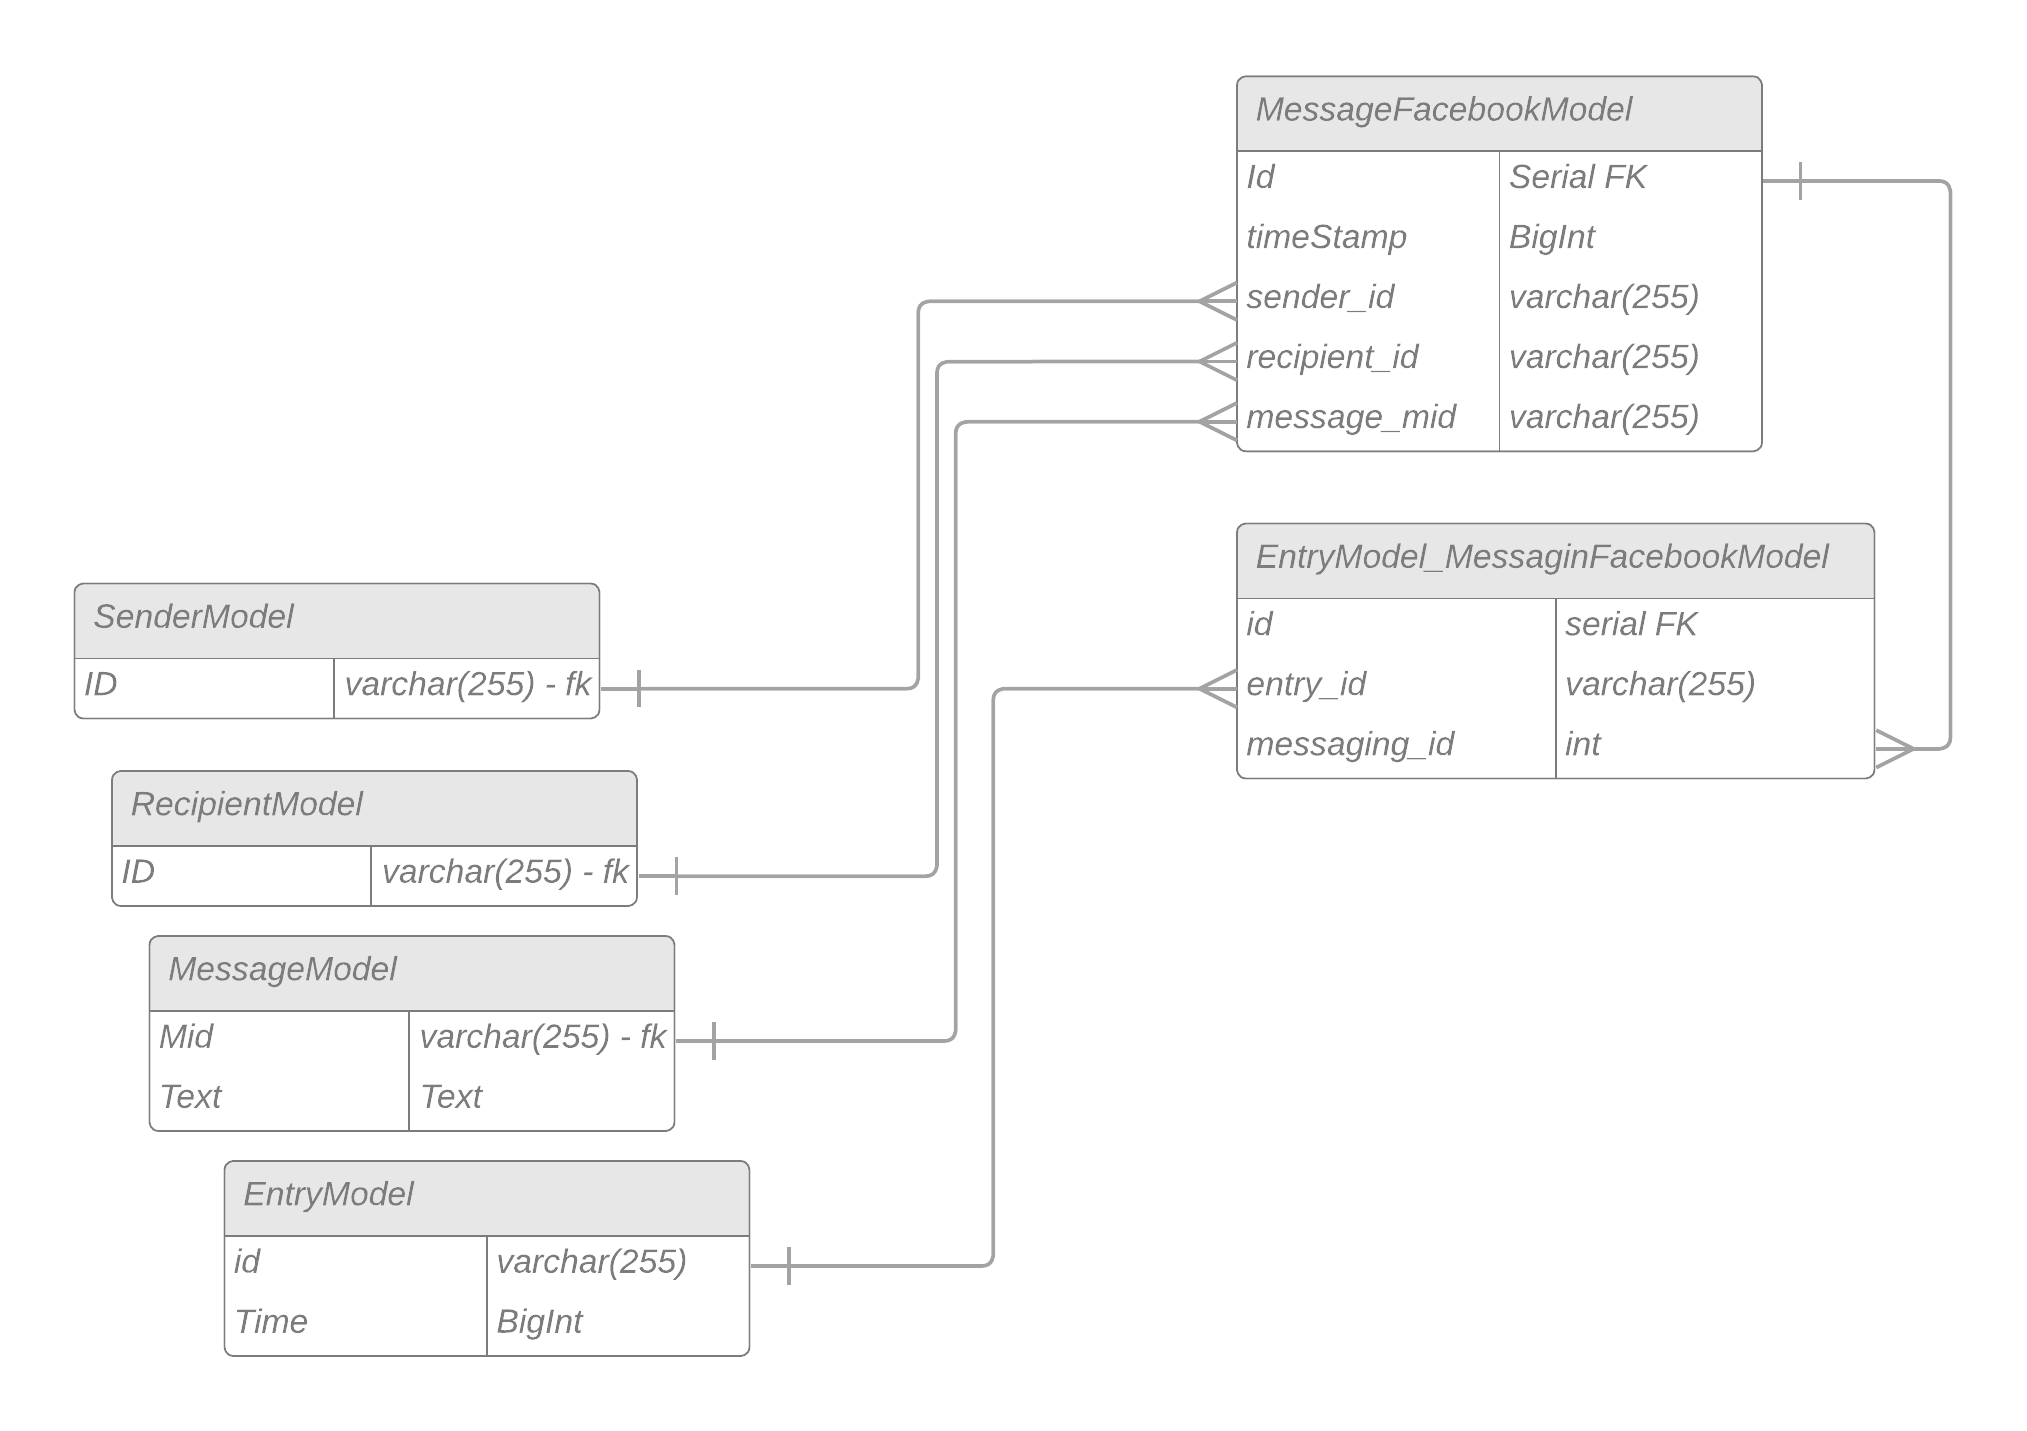 MessageFacebookModel
Id Serial FK
timeStamp BigInt
sender_id varchar(255)
recipient_id varchar(255)
message_mid varchar(255)
EntryModel_MessaginFacebookModel
id serial FK
entry_id varchar(255)
messaging_id int
SenderModel
ID varchar(255) - fk
RecipientModel
ID varchar(255) - fk
MessageModel
Mid varchar(255) - fk
Text Text
EntryModel
id varchar(255)
Time BigInt